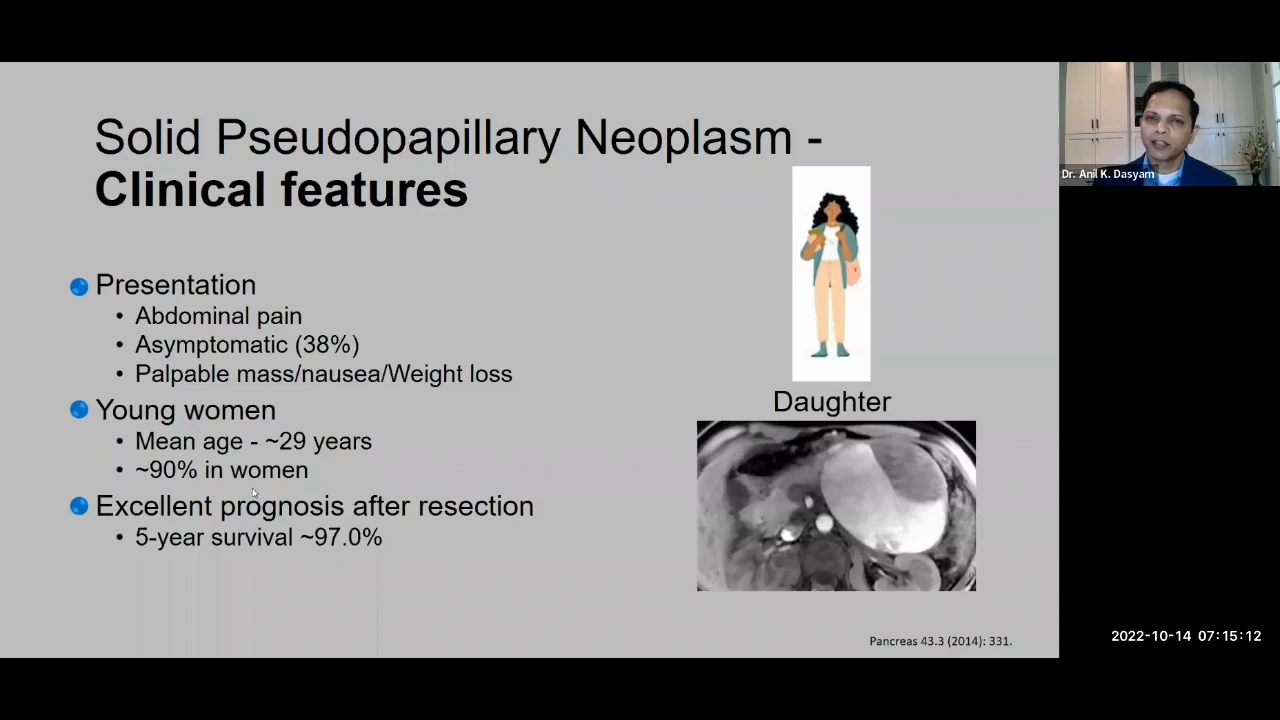 Solid Pseudopapillary Neoplasm -
Clinical features
Presentation
• Abdominal pain
• Asymptomatic (38%)
• Palpable mass/nausea/Weight loss
Young women
• Mean age - ~29 years
• ~90% in women
Excellent prognosis after resection
• 5-year survival ~97.0%
Daughter
Pancreas 43.3 (2014): 331.
Dr. Anil K. Dasyam
2022-10-14 07:15:12